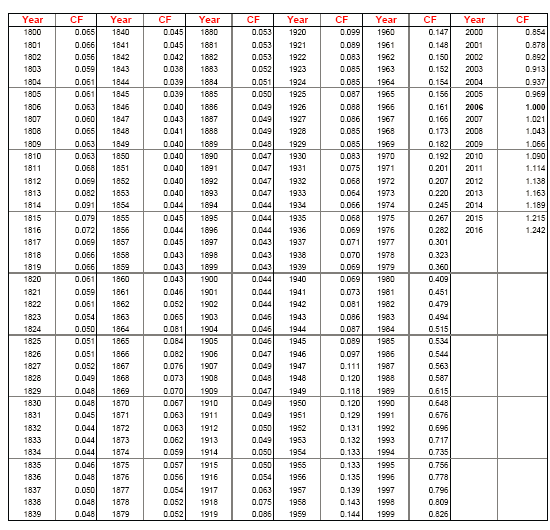 Year CF Year CF Year CF Year CF Year CF Year CF
1800 0.065 1840 0.045 1880 0.053 1920 0.099 1960 0.147 2000 0.854
1801 0.066 1841 0.045 1881 0.053 1921 0.089 1961 0.148 2001 0.878
1802 0.056 1842 0.042 1882 0.053 1922 0.083 1962 0.150 2002 0.892
1803 0.059 1843 0.038 1883 0.052 1923 0.085 1963 0.152 2003 0.913
1804 0.061 1844 0.039 1884 0.051 1924 0.085 1964 0.154 2004 0.937
1805 0.061 1845 0.039 1885 0.050 1925 0.087 1965 0.156 2005 0.969
1806 0.063 1846 0.040 1886 0.049 1926 0.088 1966 0.161 2006 1.000
1807 0.060 1847 0.043 1887 0.049 1927 0.086 1967 0.166 2007 1.021
1808 0.065 1848 0.041 1888 0.049 1928 0.085 1968 0.173 2008 1.043
1809 0.063 1849 0.040 1889 0.048 1929 0.085 1969 0.182 2009 1.066
1810 0.063 1850 0.040 1890 0.047 1930 0.083 1970 0.192 2010 1.090
1811 0.068 1851 0.040 1891 0.047 1931 0.075 1971 0.201 2011 1.114
1812 0.069 1852 0.040 1892 0.047 1932 0.068 1972 0.207 2012 1.138
1813 0.082 1853 0.040 1893 0.047 1933 0.064 1973 0.220 2013 1.163
1814 0.091 1854 0.044 1894 0.044 1934 0.066 1974 0.245 2014 1.189
1815 0.079 1855 0.045 1895 0.044 1935 0.068 1975 0.267 2015 1.215
1816 0.072 1856 0.044 1896 0.044 1936 0.069 1976 0.282 2016 1.242
1817 0.069 1857 0.045 1897 0.043 1937 0.071 1977 0.301
1818 0.066 1858 0.043 1898 0.043 1938 0.070 1978 0.323
1819 0.066 1859 0.043 1899 0.043 1939 0.069 1979 0.360
1820 0.061 1860 0.043 1900 0.044 1940 0.069 1980 0.409
1821 0.059 1861 0.046 1901 0.044 1941 0.073 1981 0.451
1822 0.061 1862 0.052 1902 0.044 1942 0.081 1982 0.479
1823 0.054 1863 0.065 1903 0.046 1943 0.086 1983 0.494
1824 0.050 1864 0.081 1904 0.046 1944 0.087 1984 0.515
1825 0.051 1865 0.084 1905 0.046 1945 0.089 1985 0.534
1826 0.051 1866 0.082 1906 0.047 1946 0.097 1986 0.544
1827 0.052 1867 0.076 1907 0.049 1947 0.111 1987 0.563
1828 0.049 1868 0.073 1908 0.048 1948 0.120 1988 0.587
1829 0.048 1869 0.070 1909 0.047 1949 0.118 1989 0.615
1830 0.048 1870 0.067 1910 0.049 1950 0.120 1990 0.648
1831 0.045 1871 0.063 1911 0.049 1951 0.129 1991 0.676
1832 0.044 1872 0.063 1912 0.050 1952 0.131 1992 0.696
1833 0.044 1873 0.062 1913 0.049 1953 0.132 1993 0.717
1834 0.044 1874 0.059 1914 0.050 1954 0.133 1994 0.735
1835 0.046 1875 0.057 1915 0.050 1955 0.133 1995 0.756
1836 0.048 1876 0.056 1916 0.054 1956 0.135 1996 0.778
1837 0.050 1877 0.054 1917 0.063 1957 0.139 1997 0.796
1838 0.048 1878 0.052 1918 0.075 1958 0.143 1998 0.809
1839 0.048 1879 0.052 1919 0.086 1959 0.144 1999 0.826